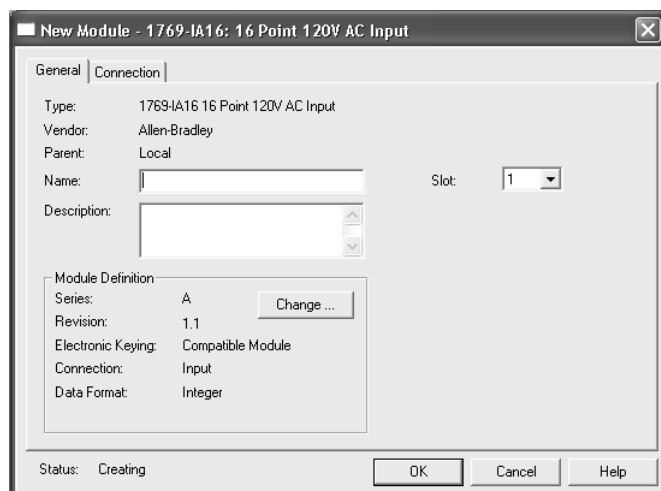 New Module - 1769-IA16: 16 Point 120V AC Input
General Connection
Type: 1769-IA16 16 Point 120V AC Input
Vendor: Allen-Bradley
Parent: Local
Name: Slot: 1
Description:
Module Definition
Series: A Change ...
Revision: 1.1
Electronic Keying: Compatible Module
Connection: Input
Data Format: Integer
Status: Creating OK Cancel Help